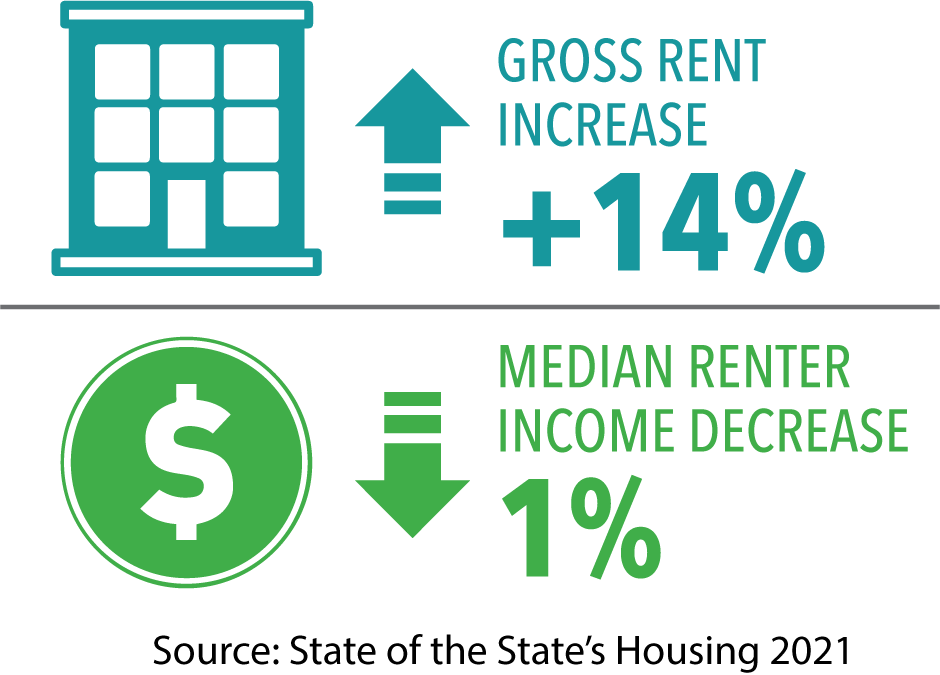 GROSS RENT
INCREASE
+14%
$
MEDIAN RENTER
INCOME DECREASE
1%
Source: State of the State’s Housing 2021